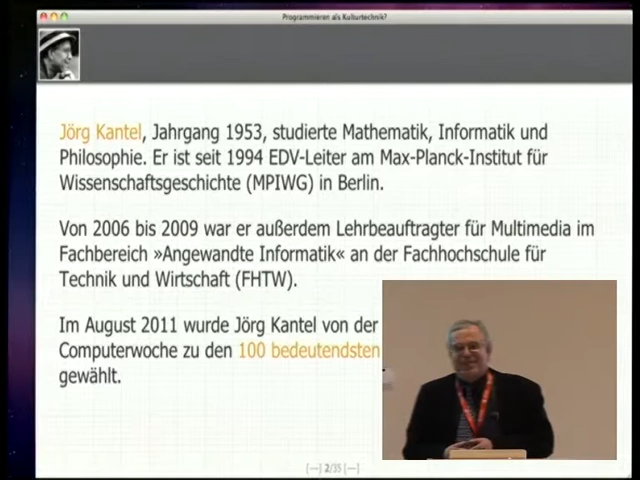 Programmieren als Kulturtechnik?
Jörg Kantel, Jahrgang 1953, studierte Mathematik, Informatik und
Philosophie. Er ist seit 1994 EDV-Leiter am Max-Planck-Institut für
Wissenschaftsgeschichte (MPIWG) in Berlin.
Von 2006 bis 2009 war er außerdem Lehrbeauftragter für Multimedia im
Fachbereich »Angewandte Informatik« an der Fachhochschule für
Technik und Wirtschaft (FHTW).
Im August 2011 wurde Jörg Kantel von der
Computerwoche zu den 100 bedeutendsten
gewählt.
[—] 2/35 [—]